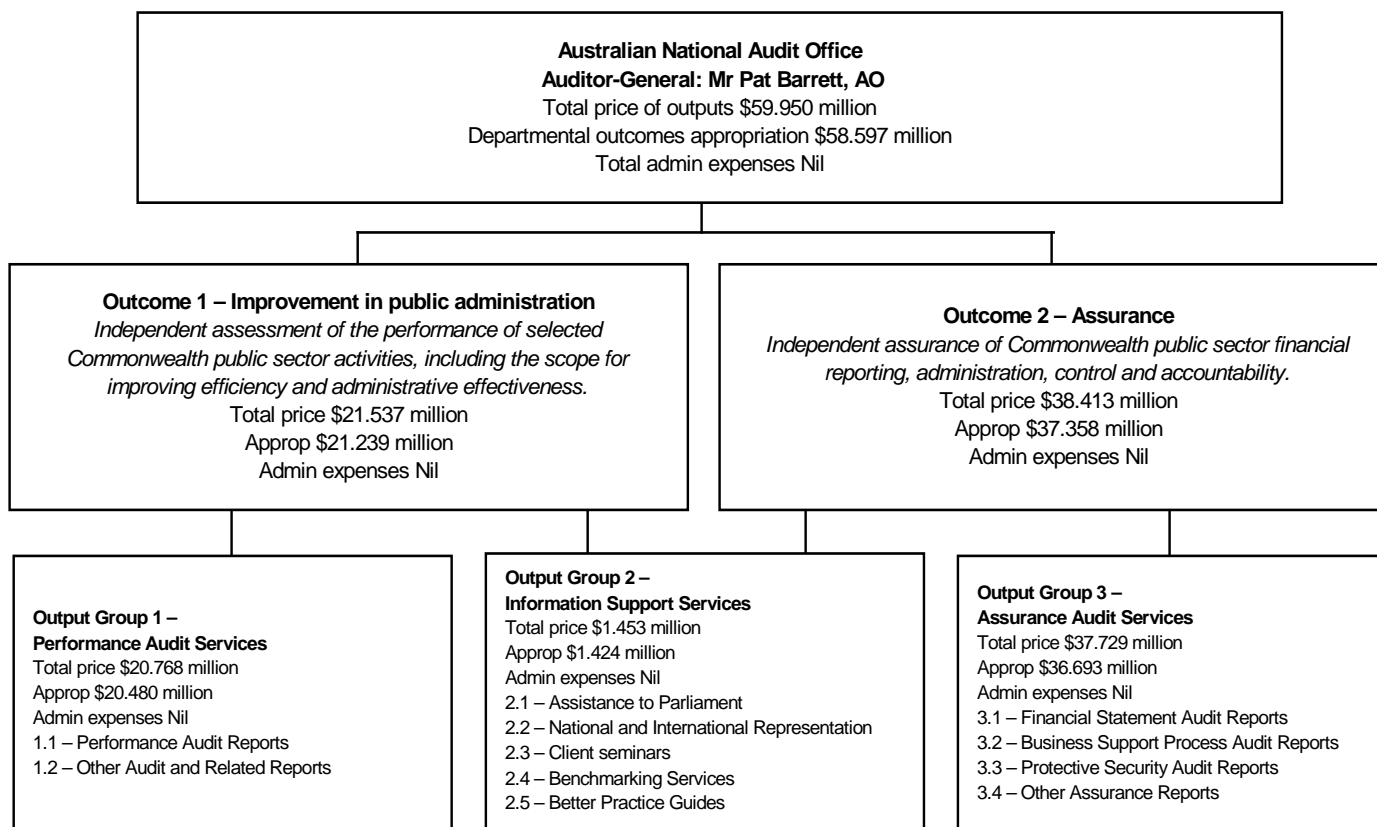 Australian National Audit Office
Auditor-General: Mr Pat Barrett, AO
Total price of outputs $59.950 million
Departmental outcomes appropriation $58.597 million
Total admin expenses Nil
Outcome 1 – Improvement in public administration
Independent assessment of the performance of selected
Commonwealth public sector activities, including the scope for
improving efficiency and administrative effectiveness.
Total price $21.537 million
Approp $21.239 million
Admin expenses Nil
Outcome 2 – Assurance
Independent assurance of Commonwealth public sector financial
reporting, administration, control and accountability.
Total price $38.413 million
Approp $37.358 million
Admin expenses Nil
Output Group 1 –
Performance Audit Services
Total price $20.768 million
Approp $20.480 million
Admin expenses Nil
1.1 – Performance Audit Reports
1.2 – Other Audit and Related Reports
Output Group 2 –
Information Support Services
Total price $1.453 million
Approp $1.424 million
Admin expenses Nil
2.1 – Assistance to Parliament
2.2 – National and International Representation
2.3 – Client seminars
2.4 – Benchmarking Services
2.5 – Better Practice Guides
Output Group 3 –
Assurance Audit Services
Total price $37.729 million
Approp $36.693 million
Admin expenses Nil
3.1 – Financial Statement Audit Reports
3.2 – Business Support Process Audit Reports
3.3 – Protective Security Audit Reports
3.4 – Other Assurance Reports